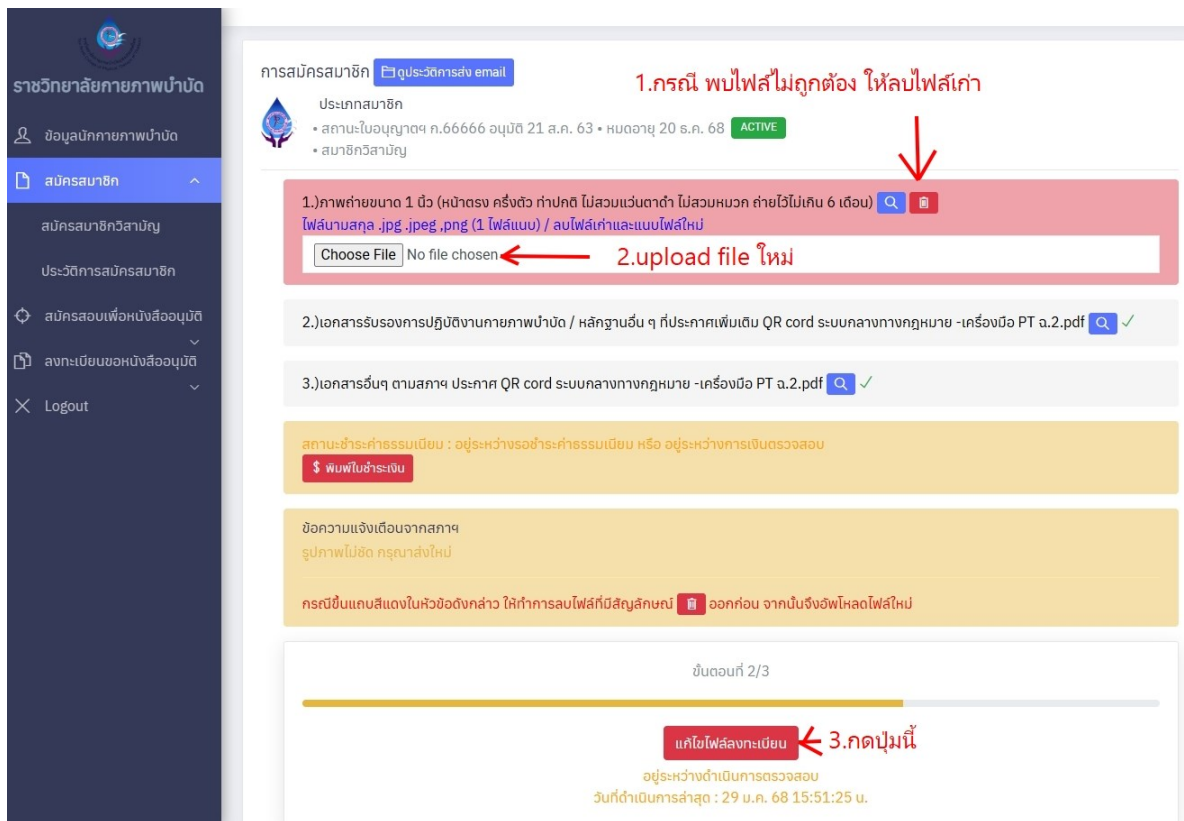 ราชวิทยาลัยกายภาพบำบัด
ข้อมูลนักกายภาพบำบัด
สมัครสมาชิก
สมัครสมาชิกวิสามัญ
ประวัติการสมัครสมาชิก
สมัครสอบเพื่อหนังสืออนุมัติ
ลงทะเบียนขอหนังสืออนุมัติ
Logout
การสมัครสมาชิก ดูประวัติการส่ง email
1.กรณี พบไฟล์ไม่ถูกต้อง ให้ลบไฟล์เก่า
ประเภทสมาชิก
• สถานะใบอนุญาตฯ ก.66666 อนุมัติ 21 ส.ค. 63 • หมดอายุ 20 ธ.ค. 68 ACTIVE
• สมาชิกวิสามัญ
1.)ภาพถ่ายขนาด 1 นิ้ว (หน้าตรง ครึ่งตัว ท่าปกติ ไม่สวมแว่นตาดำ ไม่สวมหมวก ถ่ายไว้ไม่เกิน 6 เดือน)
ไฟล์นามสกุล .jpg .jpeg ,png (1 ไฟล์แนบ) / ลบไฟล์เก่าและแนบไฟล์ใหม่
Choose File No file chosen 2.upload file ใหม่
2.)เอกสารรับรองการปฏิบัติงานกายภาพบำบัด / หลักฐานอื่น ๆ ที่ประกาศเพิ่มเติม QR cord ระบบกลางทางกฎหมาย -เครื่องมือ PT ฉ.2.pdf
3.)เอกสารอื่นๆ ตามสภาฯ ประกาศ QR cord ระบบกลางทางกฎหมาย -เครื่องมือ PT ฉ.2.pdf
สถานะชำระค่าธรรมเนียม : อยู่ระหว่างรอชำระค่าธรรมเนียม หรือ อยู่ระหว่างการเงินตรวจสอบ
$ พิมพ์ใบชำระเงิน
ข้อความแจ้งเตือนจากสภาฯ
รูปภาพไม่ชัด กรุณาส่งใหม่
กรณีขึ้นแถบสีแดงในหัวข้อดังกล่าว ให้ทำการลบไฟล์ที่มีสัญลักษณ์ ออกก่อน จากนั้นจึงอัพโหลดไฟล์ใหม่
ขั้นตอนที่ 2/3
แก้ไขไฟล์ลงทะเบียน 3.กดปุ่มนี้
อยู่ระหว่างดำเนินการตรวจสอบ
วันที่ดำเนินการล่าสุด : 29 ม.ค. 68 15:51:25 น.